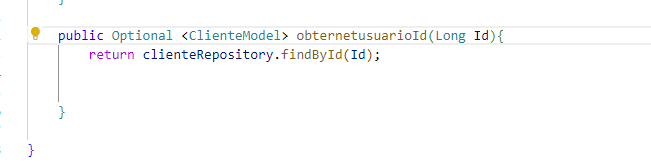 }
public Optional <ClienteModel> obternetusuarioId(Long Id){
return clienteRepository.findById(Id);
}
}